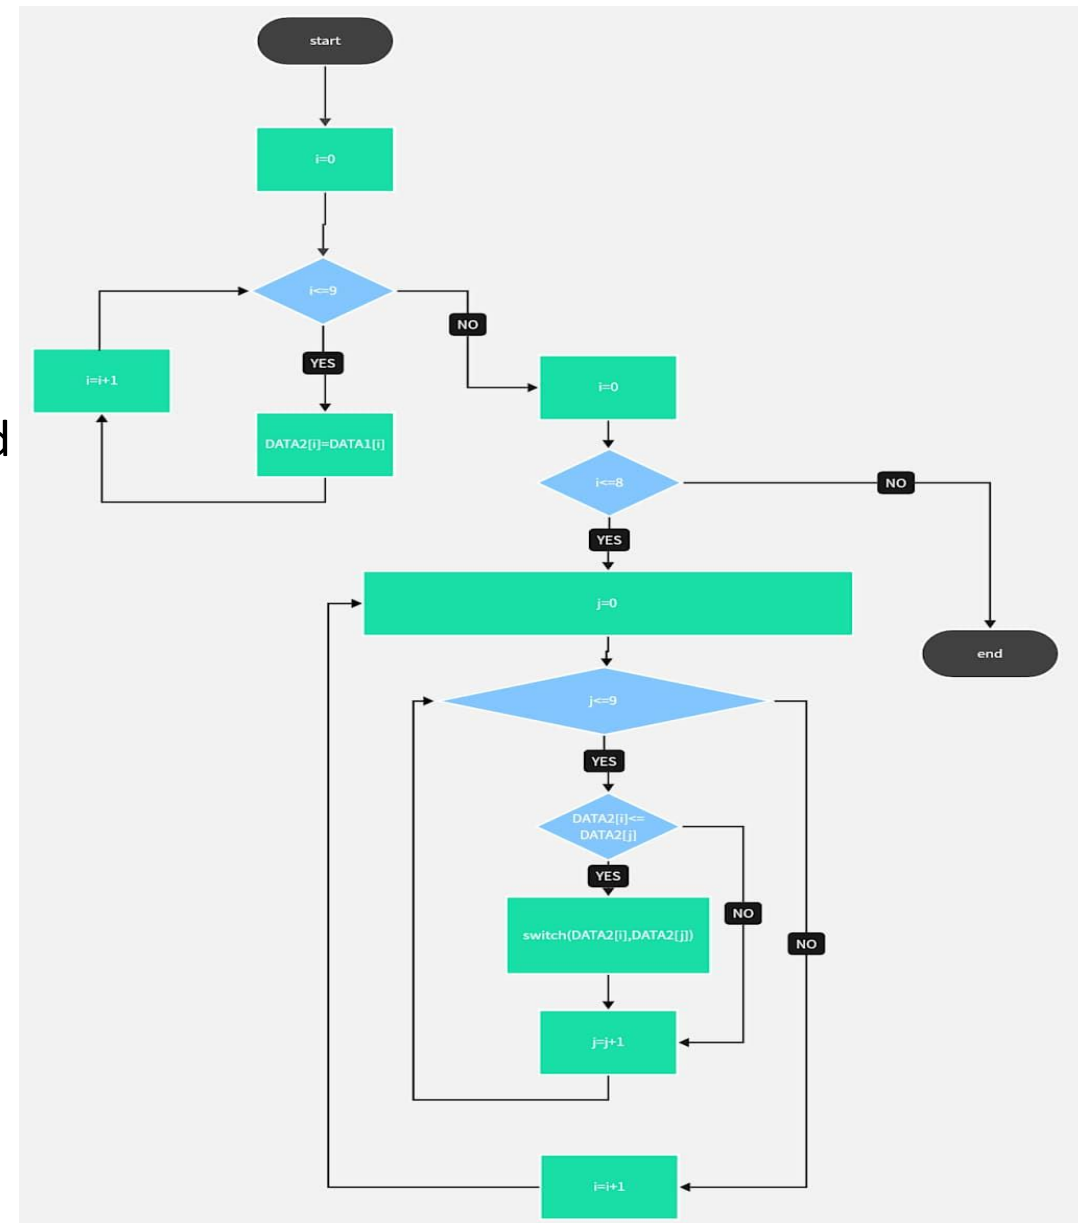 start
i=0
i<=9
NO
YES
i=i+1
i=0
d
DATA2[i]=DATA1[i]
i<=8
NO
YES
j=0
end
j<=9
YES
DATA2[i]<=
DATA2[j]
YES
NO
switch(DATA2[i],DATA2[j])
NO
j=j+1
i=i+1